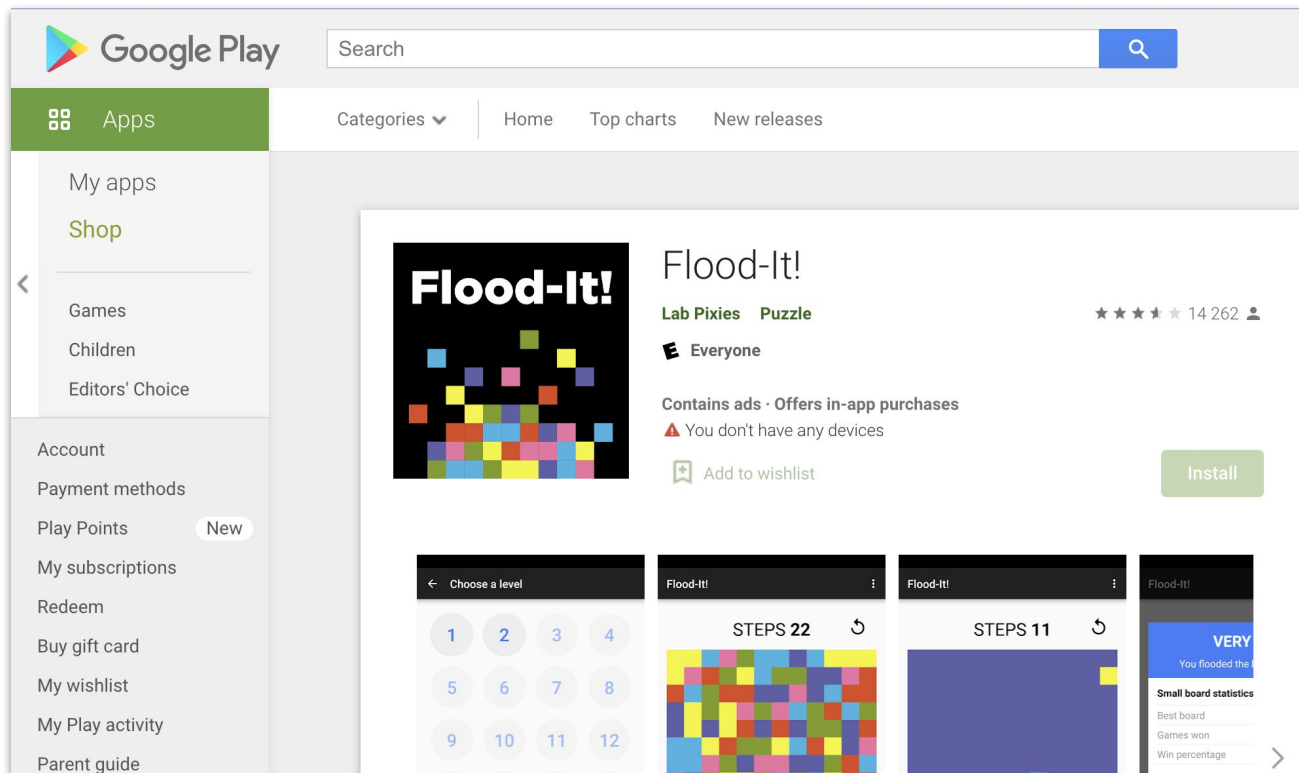 Google Play
Search
Apps
Categories
Home
Top charts
New releases
My apps
Shop
Games
Children
Editors' Choice
Account
Payment methods
Play Points
New
My subscriptions
Redeem
Buy gift card
My wishlist
My Play activity
Parent guide
Flood-It!
Flood-It!
Lab Pixies Puzzle
14 262
E Everyone
Contains ads · Offers in-app purchases
You don't have any devices
Add to wishlist
Install
Choose a level
1 2 3 4
5 6 7 8
9 10 11 12
Flood-It!
STEPS 22
Flood-It!
STEPS 11
Flood-It!
VERY
You flooded the
Small board statistics
Best board
Games won
Win percentage